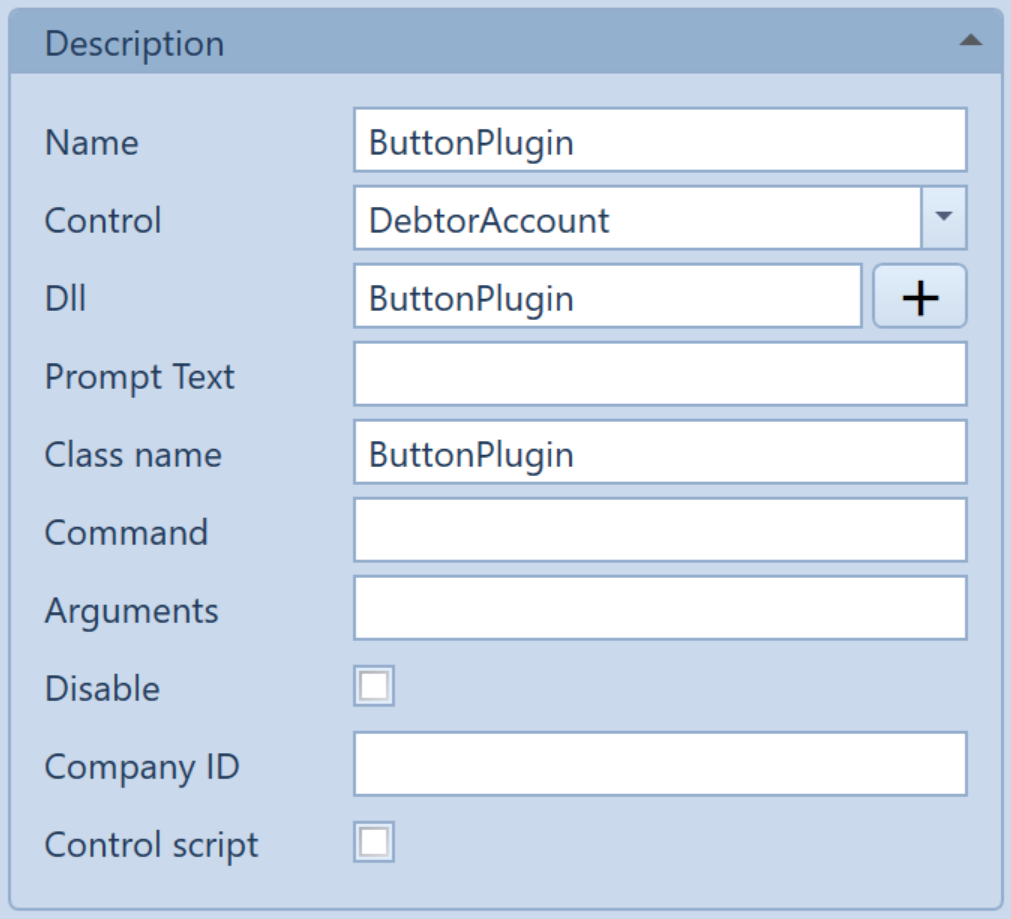 Description
Name ButtonPlugin
Control DebtorAccount
Dll ButtonPlugin
Prompt Text
Class name ButtonPlugin
Command
Arguments
Disable
Company ID
Control script